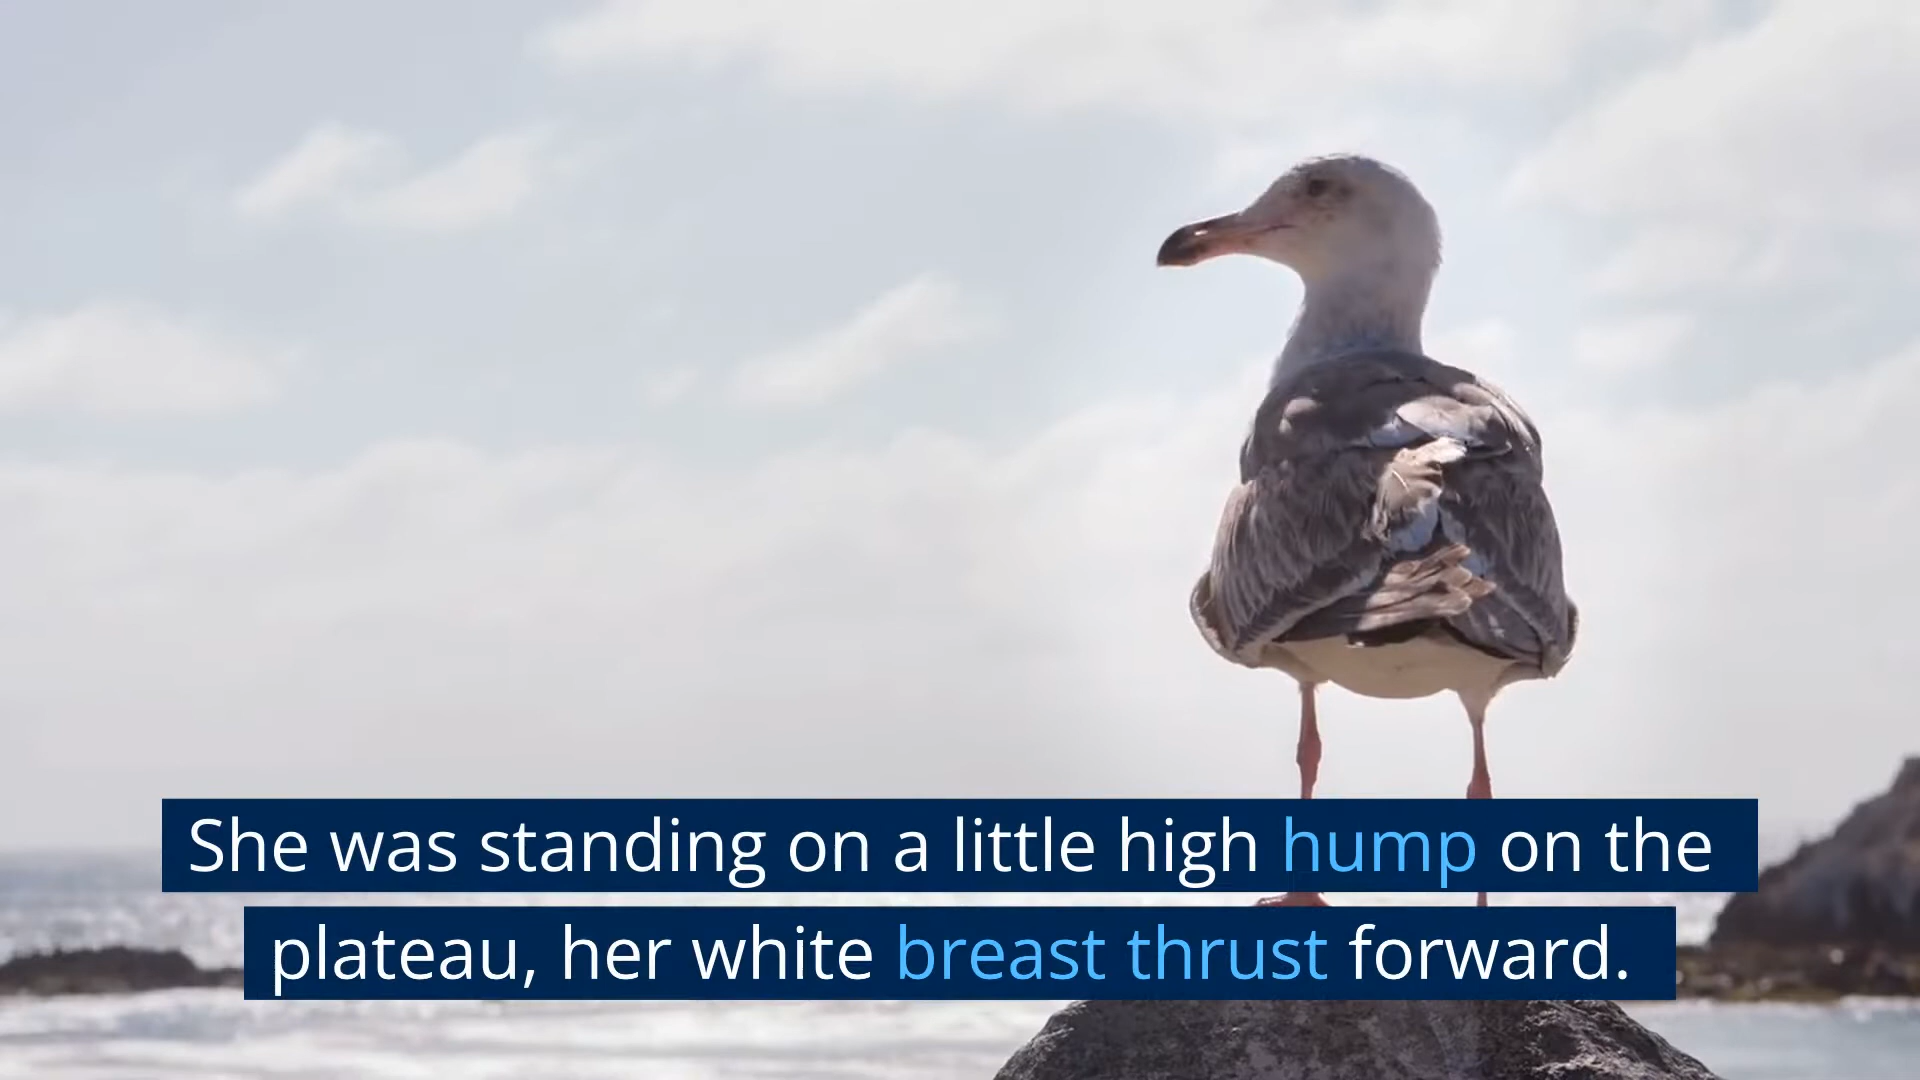 She was standing on a little high hump on the
plateau, her white breast thrust forward.